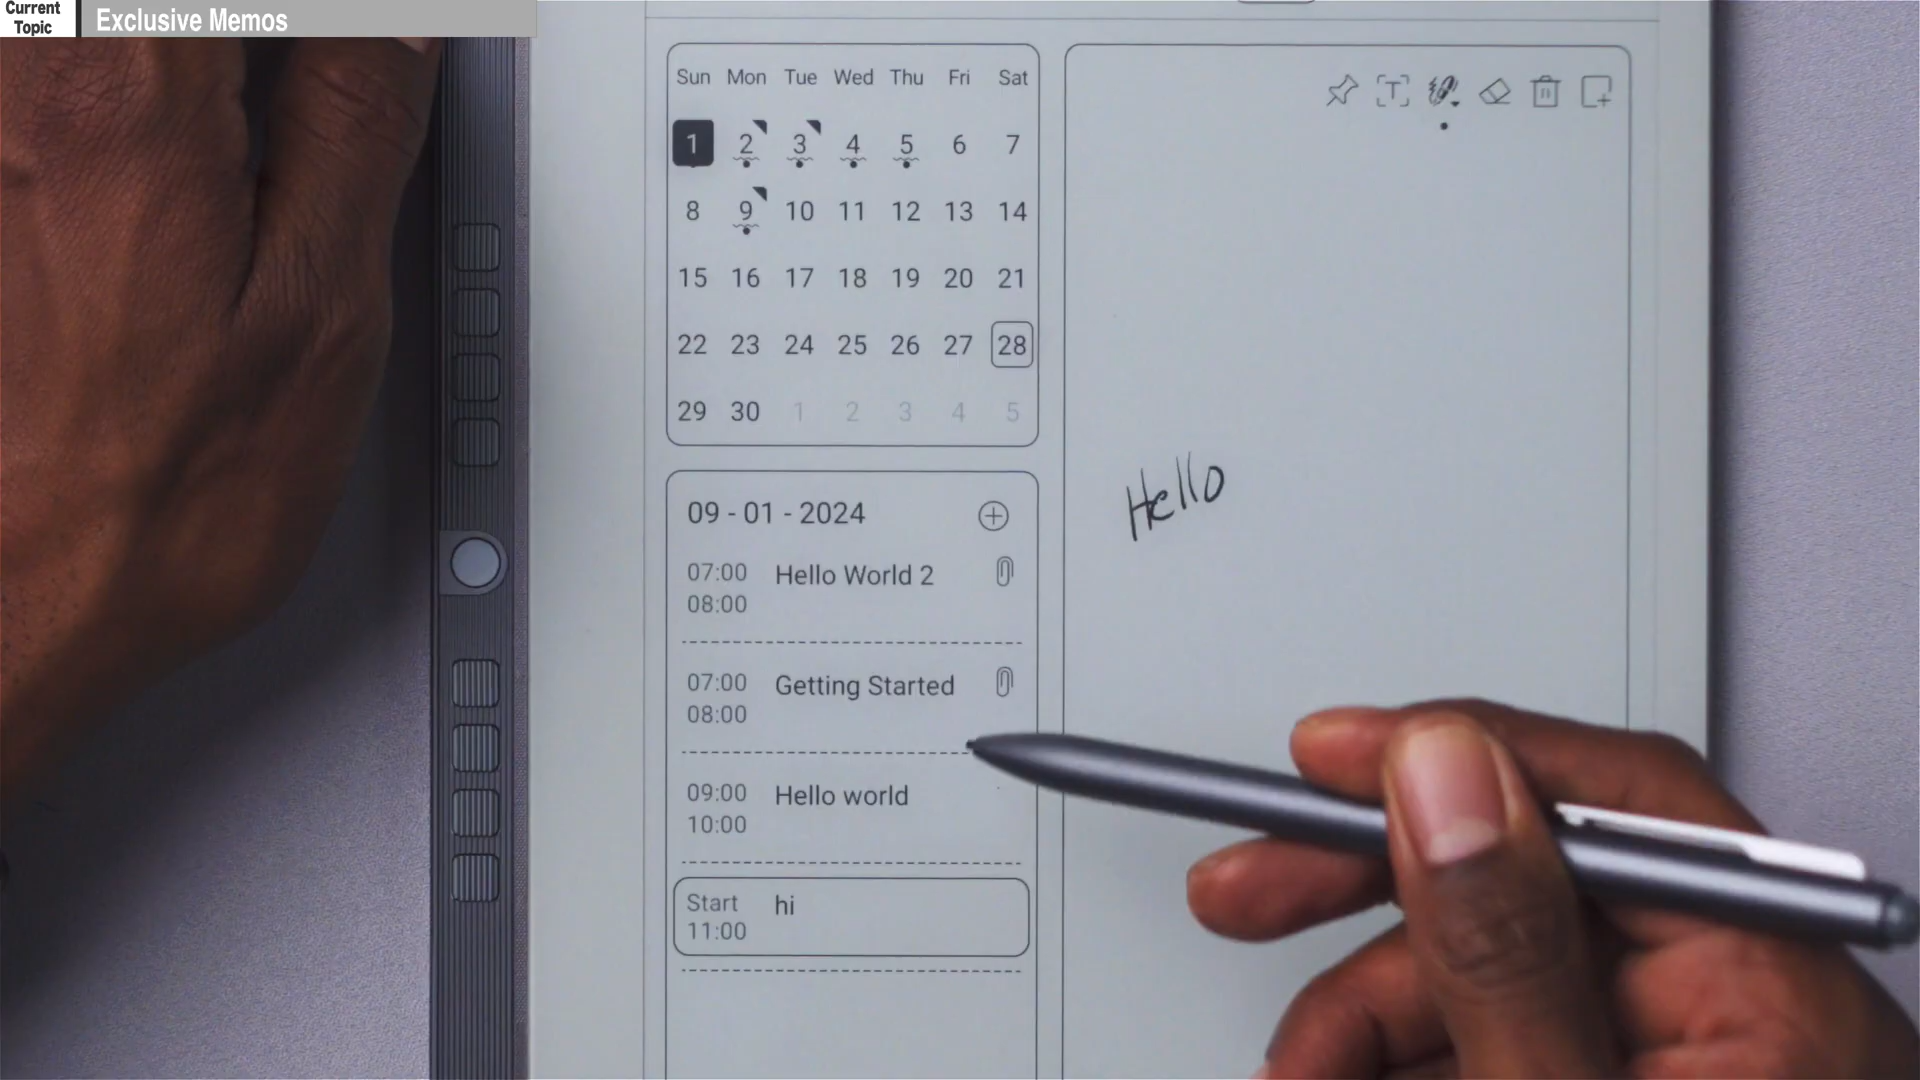 Current
Topic
Exclusive Memos
Sun Mon Tue Wed Thu Fri Sat
1 2 3 4 5 6 7
8 9 10 11 12 13 14
15 16 17 18 19 20 21
22 23 24 25 26 27 28
29 30 1 2 3 4 5
T
Hello
09 - 01 - 2024
07:00 Hello World 2
08:00
07:00 Getting Started
08:00
09:00 Hello world
10:00
Start hi
11:00